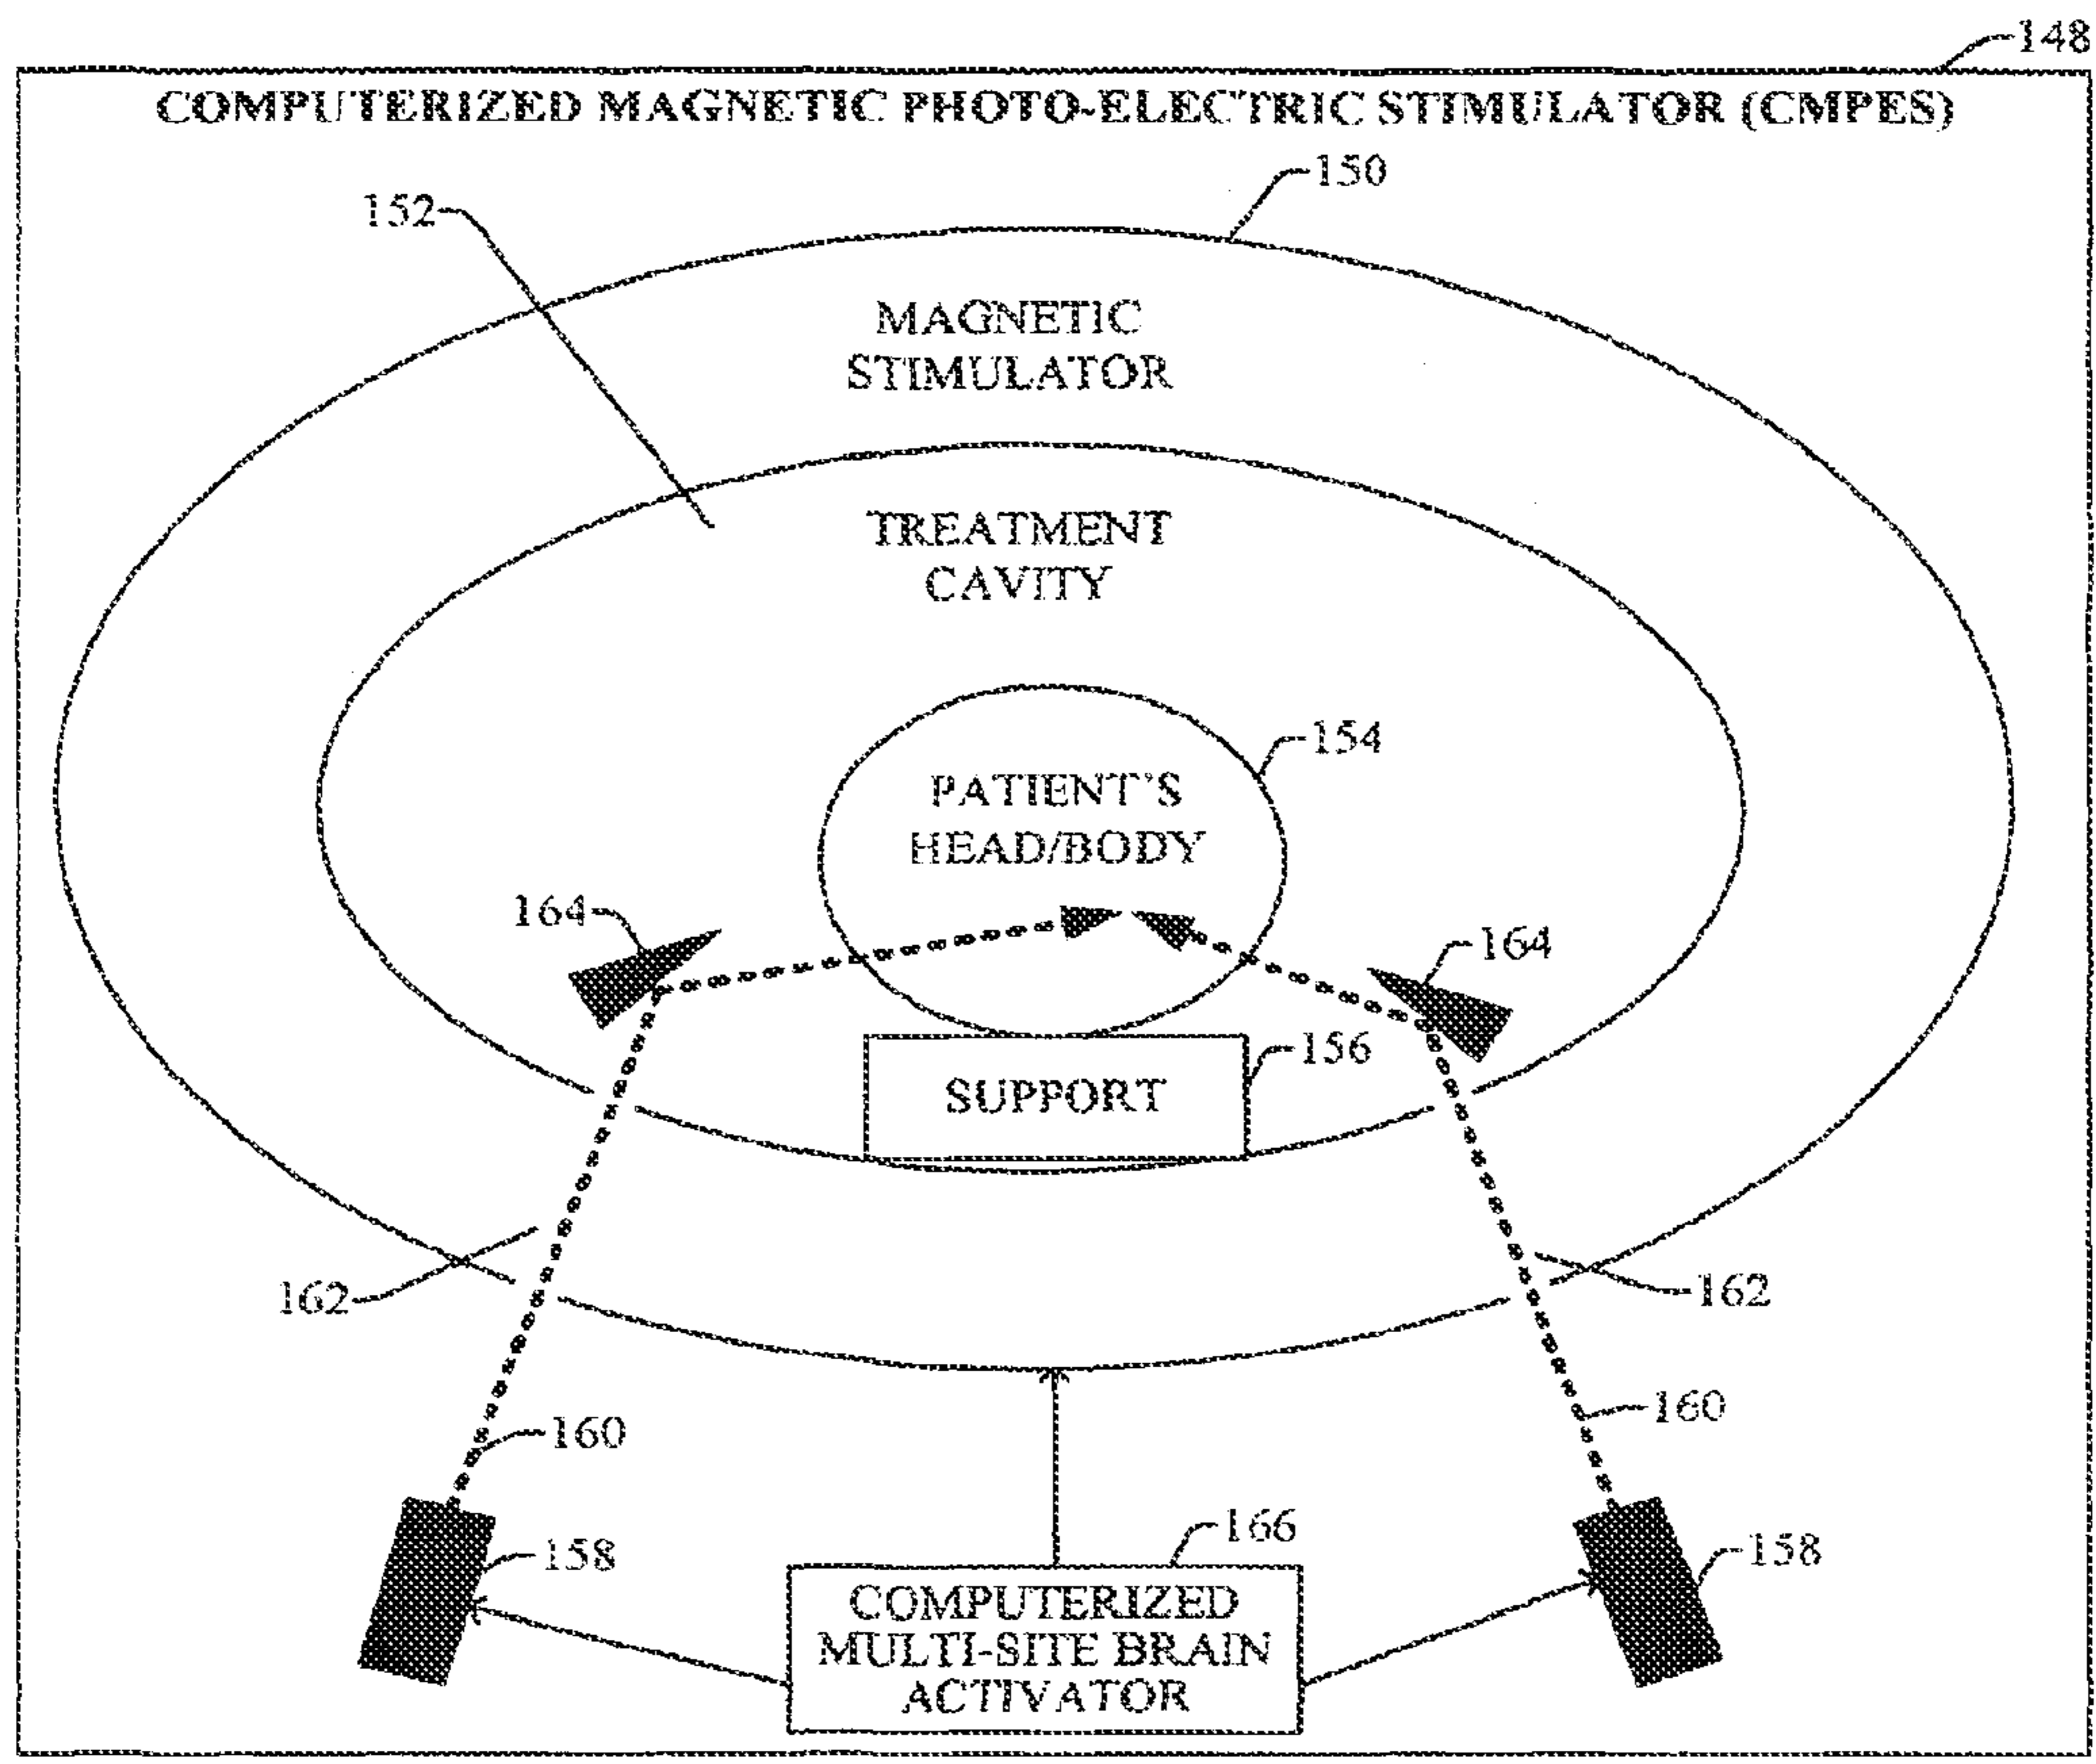 148
COMPUTERIZED MAGNETIC PHOTO-ELECTRIC STIMULATOR (CMPES)
150
152
MAGNETIC
STIMULATOR
TREATMENT
CAVITY
154
PATIENT'S
HEAD/BODY
164
164
156
SUPPORT
162
162
160
160
166
158
158
COMPUTERIZED
MULTI-SITE BRAIN
ACTIVATOR